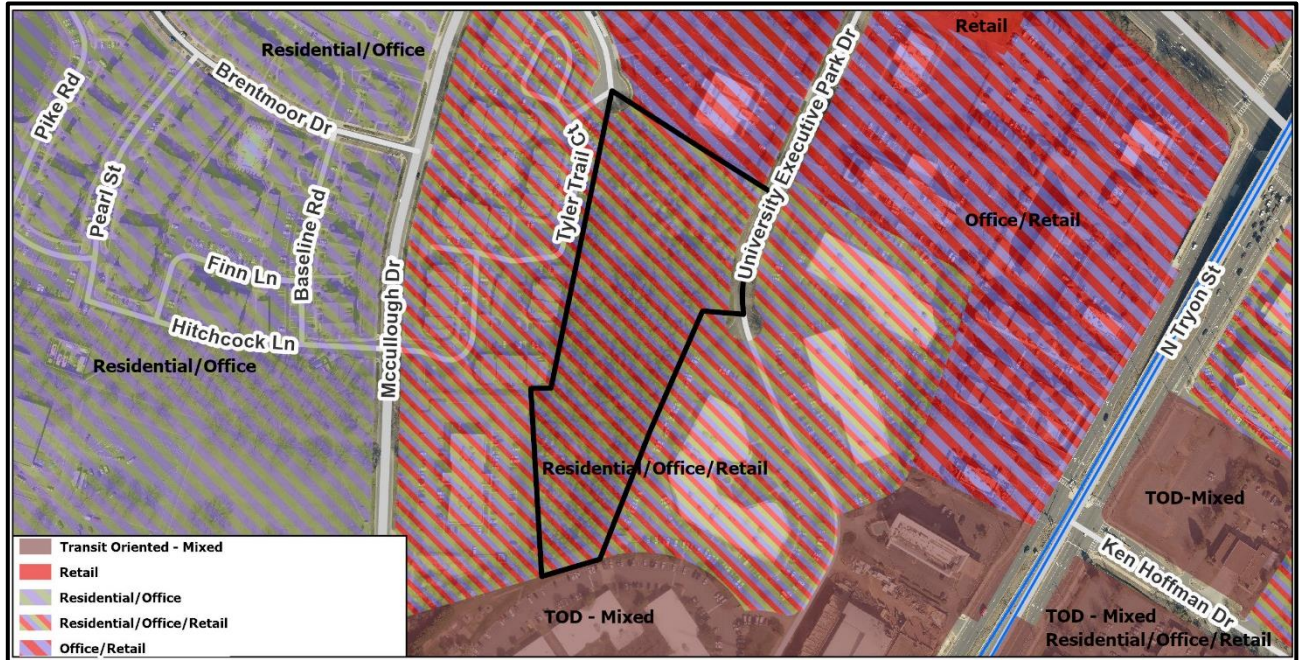 Retail
Residential/Office
Brentmoor Dr
Pike Rd
Pearl St
University Executive Park Dr
Tyler Trail Ct
Office/Retail
Baseline Rd
Finn Ln
Mccullough Dr
Hitchcock Ln
N Tryon St
Residential/Office
Residential/Office/Retail
TOD-Mixed
Ken Hoffman Dr
TOD - Mixed
TOD - Mixed
Residential/Office/Retail
Transit Oriented - Mixed
Retail
Residential/Office
Residential/Office/Retail
Office/Retail